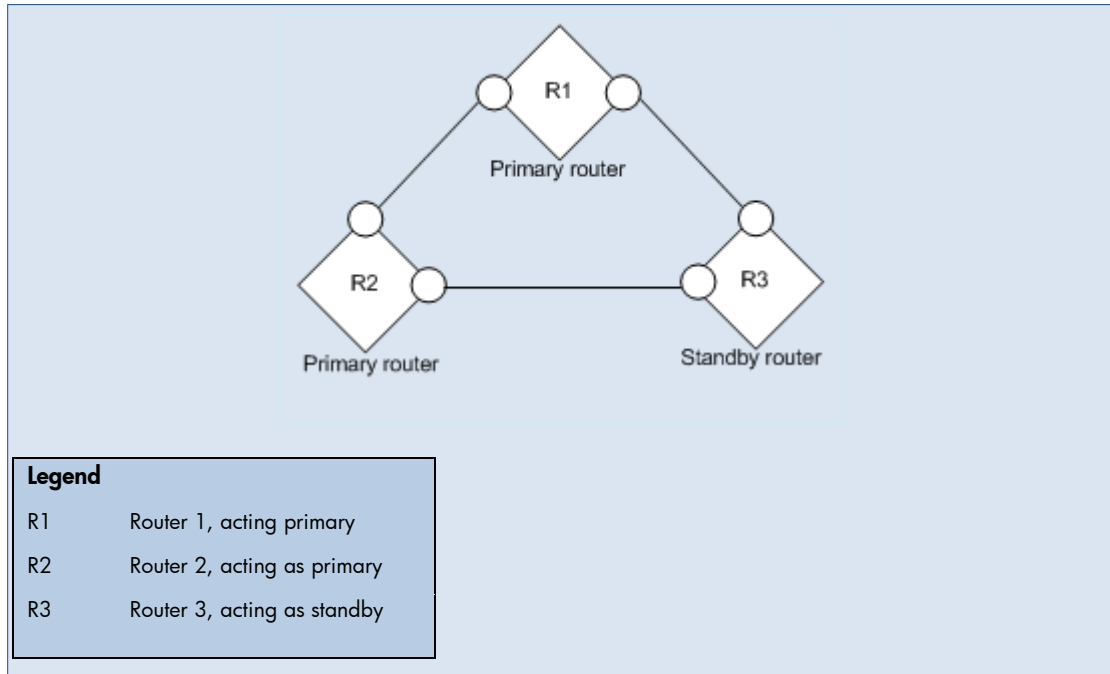 R1
Primary router
R2
R3
Primary router
Standby router
Legend
R1 Router 1, acting primary
R2 Router 2, acting as primary
R3 Router 3, acting as standby